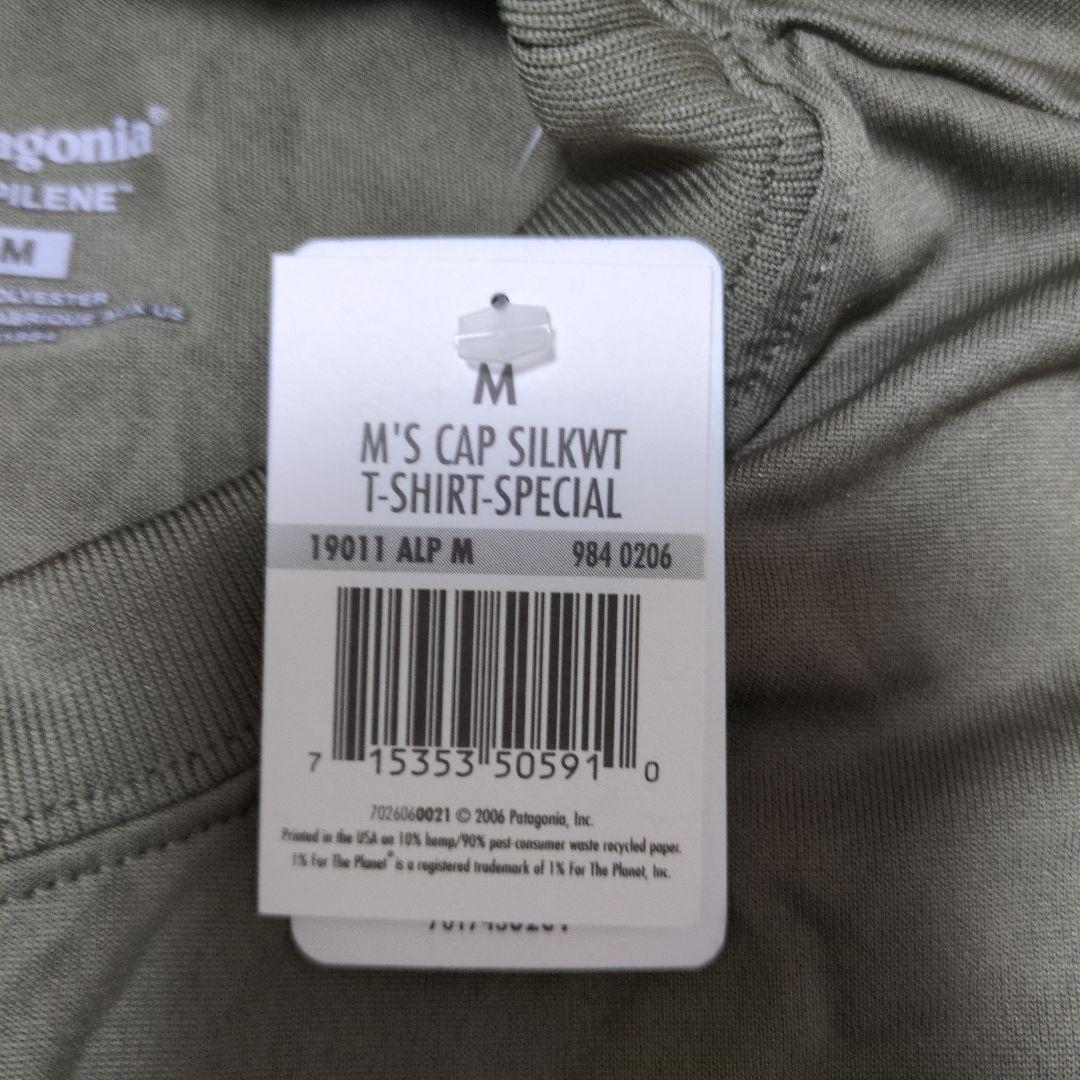 agonia®
PILENE™
M
OLYESTER
US
M
M'S CAP SILKWT
T-SHIRT-SPECIAL
19011 ALP M 984 0206
7 15353 50591 0
7026060021 © 2006 Patagonia, Inc.
Printed in the USA on 10% hemp/90% post-consumer waste recycled paper.
1% For The Planet® is a registered trademark of 1% For The Planet, Inc.